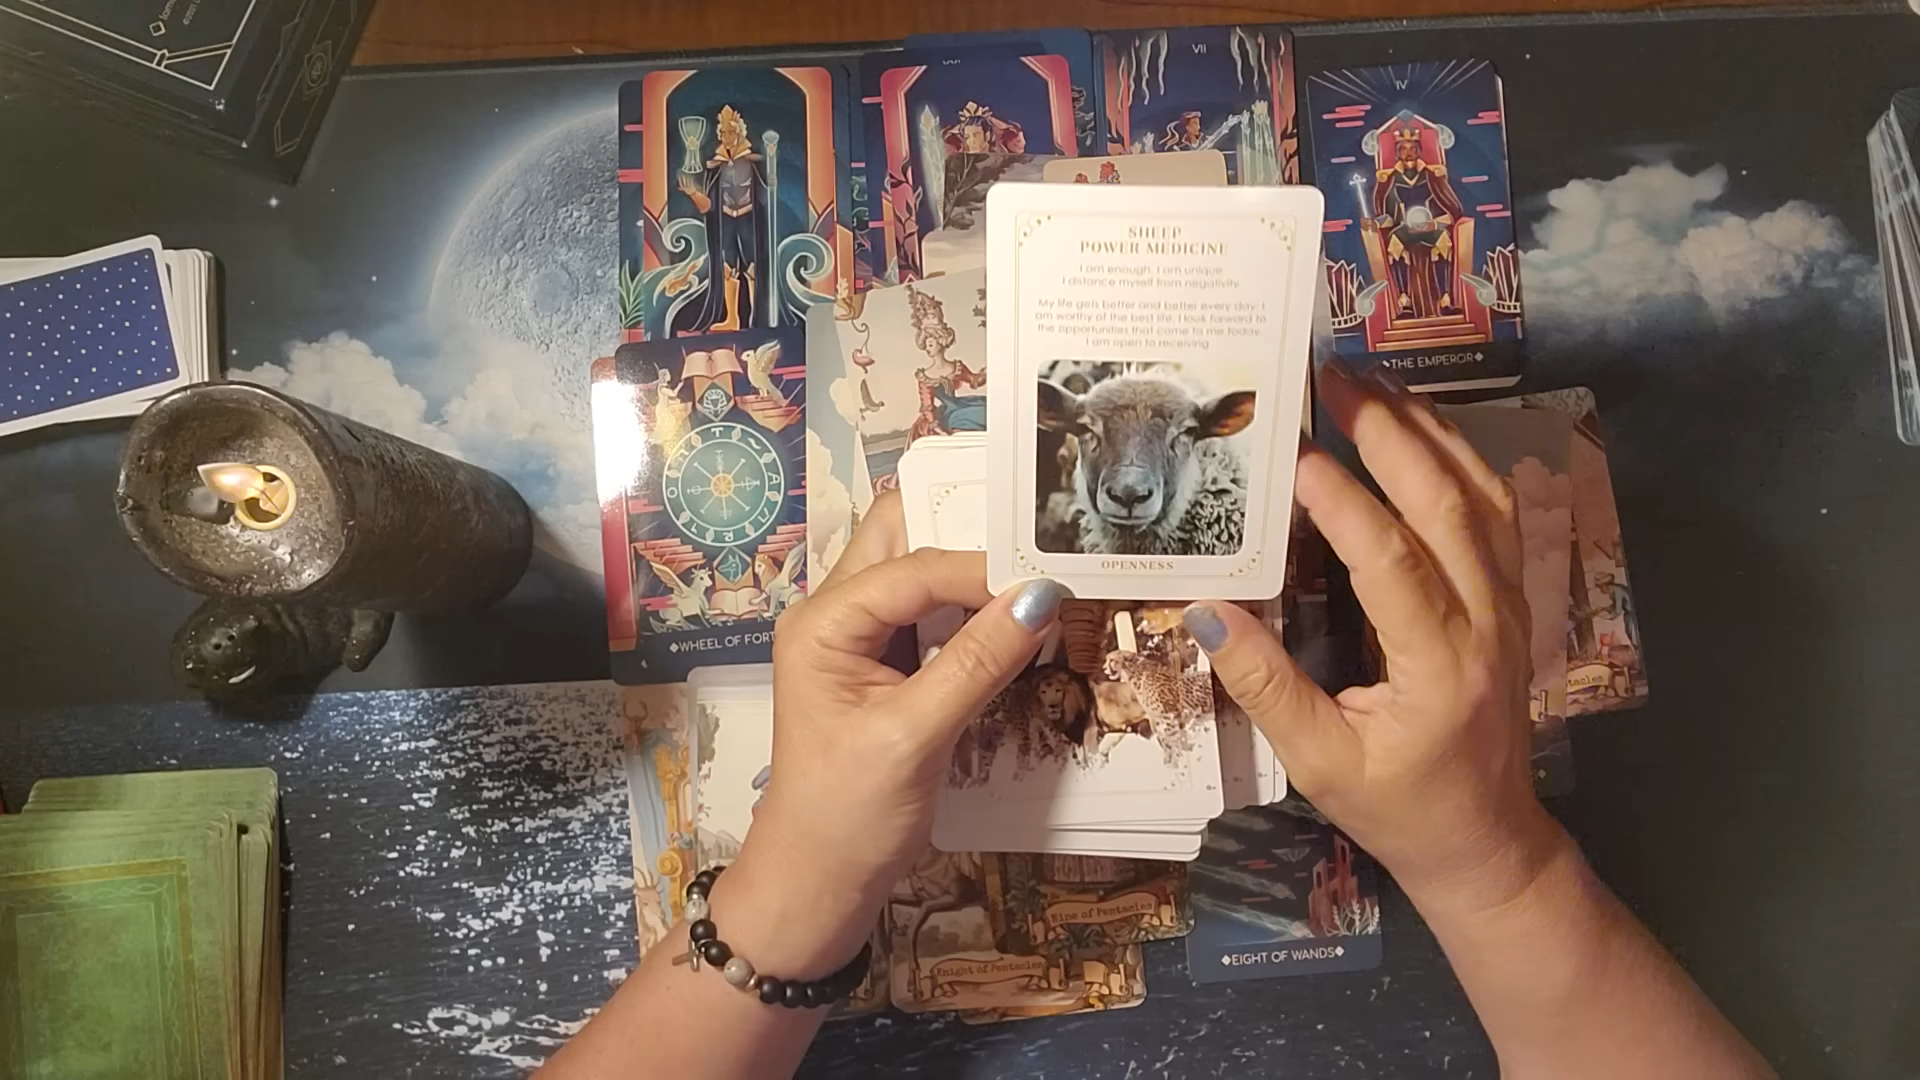 VII
IV
SHEEP
POWER MEDICINE
I am enough. I am unique.
I distance myself from negativity.
My life gets better and better every day. I
am worthy of the best life. I look forward to
the opportunities that come to me today.
I am open to receiving.
OPENNESS
THE EMPEROR
WHEEL OF FORT
tacles
Nine of Pentacles
Knight of Pentacles
EIGHT OF WANDS